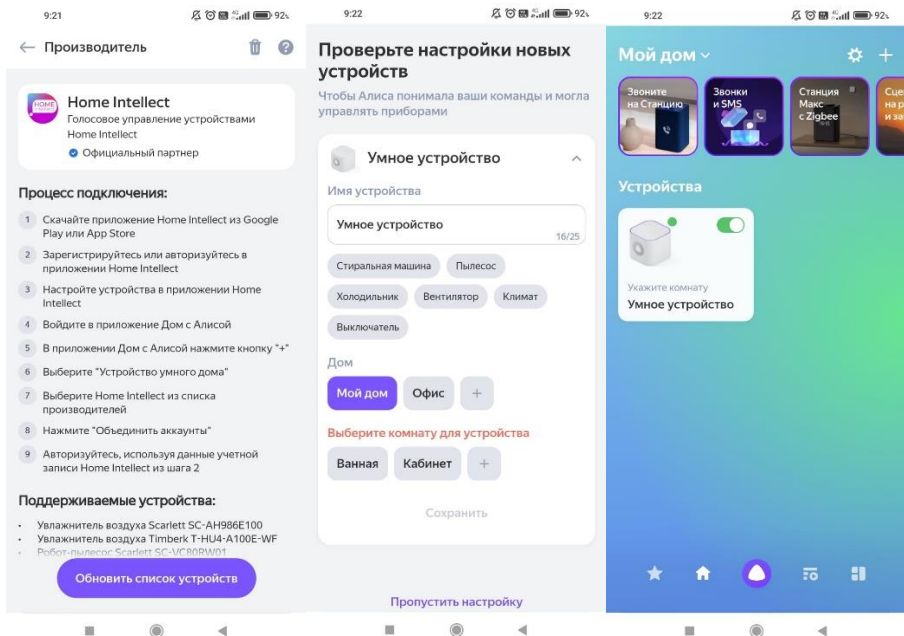 9:21
4G
92%
Производитель
HOME
Home Intellect
Голосовое управление устройствами
Home Intellect
Официальный партнер
Процесс подключения:
1 Скачайте приложение Home Intellect из Google
Play или App Store
2 Зарегистрируйтесь или авторизуйтесь в
приложении Home Intellect
3 Настройте устройства в приложении Home
Intellect
4 Войдите в приложение Дом с Алисой
5 В приложении Дом с Алисой нажмите кнопку "+"
6 Выберите "Устройство умного дома"
7 Выберите Home Intellect из списка
производителей
8 Нажмите "Объединить аккаунты"
9 Авторизуйтесь, используя данные учетной
записи Home Intellect из шага 2
Поддерживаемые устройства:
• Увлажнитель воздуха Scarlett SC-AH986E100
• Увлажнитель воздуха Timberk T-HU4-A100E-WF
• Робот-пылесос Scarlett SC-VC80RW01
Обновить список устройств
9:22
4G
92%
Проверьте настройки новых
устройств
Чтобы Алиса понимала ваши команды и могла
управлять приборами
Умное устройство
Имя устройства
Умное устройство
16/25
Стиральная машина Пылесос
Холодильник Вентилятор Климат
Выключатель
Дом
Мой дом Офис +
Выберите комнату для устройства
Ванная Кабинет +
Сохранить
Пропустить настройку
9:22
4G
92%
Мой дом
Звоните
на Станцию
Звонки
и SMS
Станция
Макс
с Zigbee
Устройства
Укажите комнату
Умное устройство